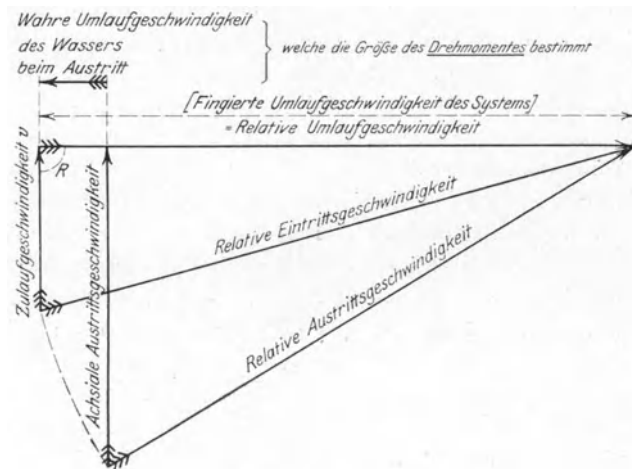 Wahre Umlaufgeschwindigkeit
des Wassers
beim Austritt
welche die Größe des Drehmomentes bestimmt
[Fingierte Umlaufgeschwindigkeit des Systems]
= Relative Umlaufgeschwindigkeit
Zulaufgeschwindigkeit v
R
Achsiale Austrittsgeschwindigkeit
Relative Eintrittsgeschwindigkeit
Relative Austrittsgeschwindigkeit